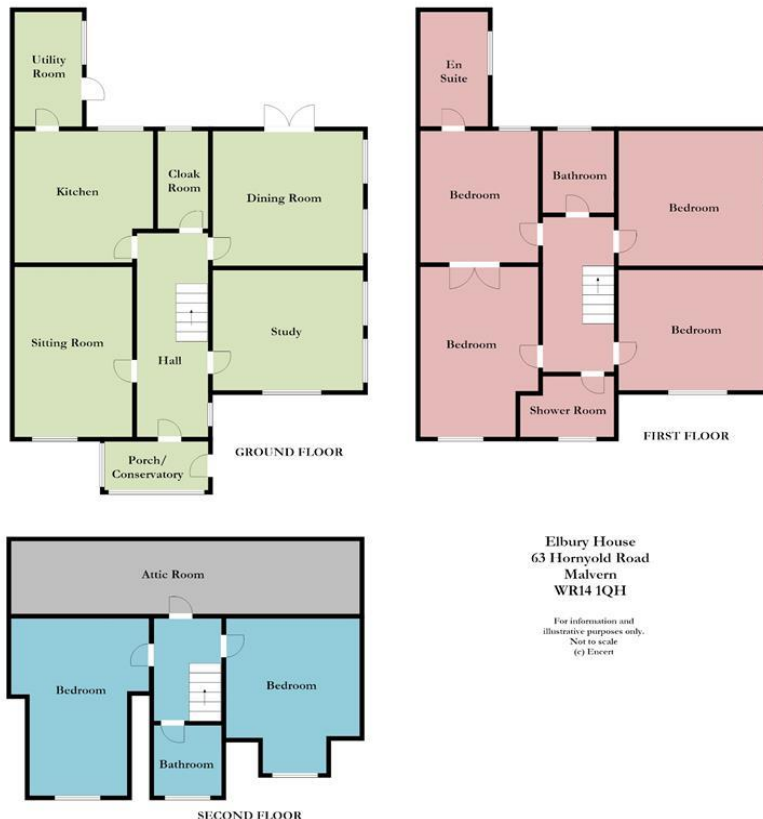 Utility
Room
Kitchen
Cloak
Room
Dining Room
Sitting Room
Hall
Study
Porch/
Conservatory
GROUND FLOOR
En
Suite
Bedroom
Bathroom
Bedroom
Bedroom
Bedroom
Shower Room
FIRST FLOOR
Attic Room
Bedroom
Bedroom
Bathroom
SECOND FLOOR
Elbury House
63 Hornyold Road
Malvern
WR14 1QH
For information and
illustrative purposes only.
Not to scale
(c) Encert